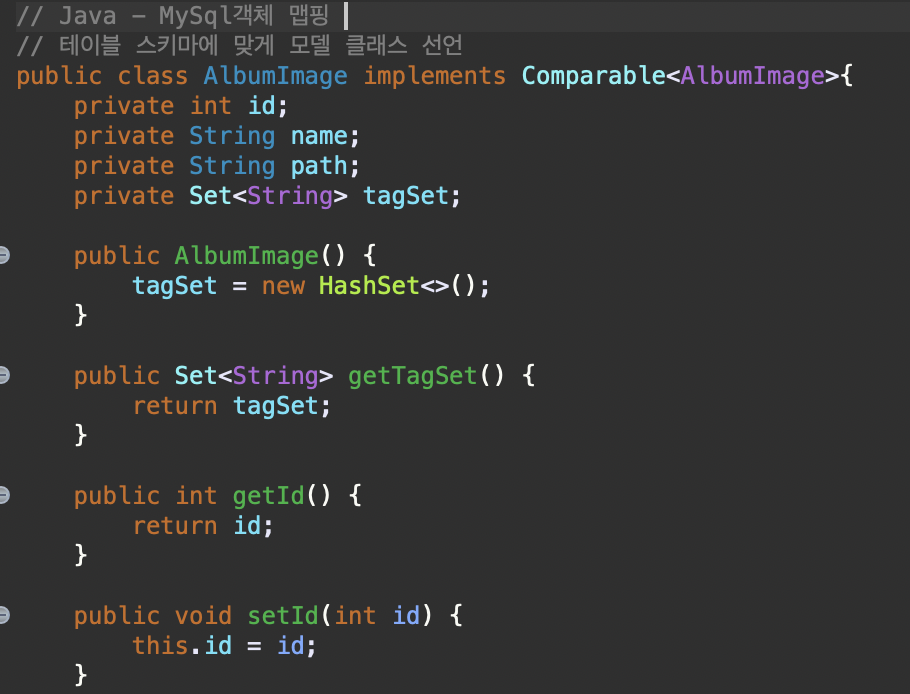 // Java - MySql객체 맵핑
// 테이블 스키마에 맞게 모델 클래스 선언
public class AlbumImage implements Comparable<AlbumImage>{
    private int id;
    private String name;
    private String path;
    private Set<String> tagSet;

    public AlbumImage() {
        tagSet = new HashSet<>();
    }

    public Set<String> getTagSet() {
        return tagSet;
    }

    public int getId() {
        return id;
    }

    public void setId(int id) {
        this.id = id;
    }